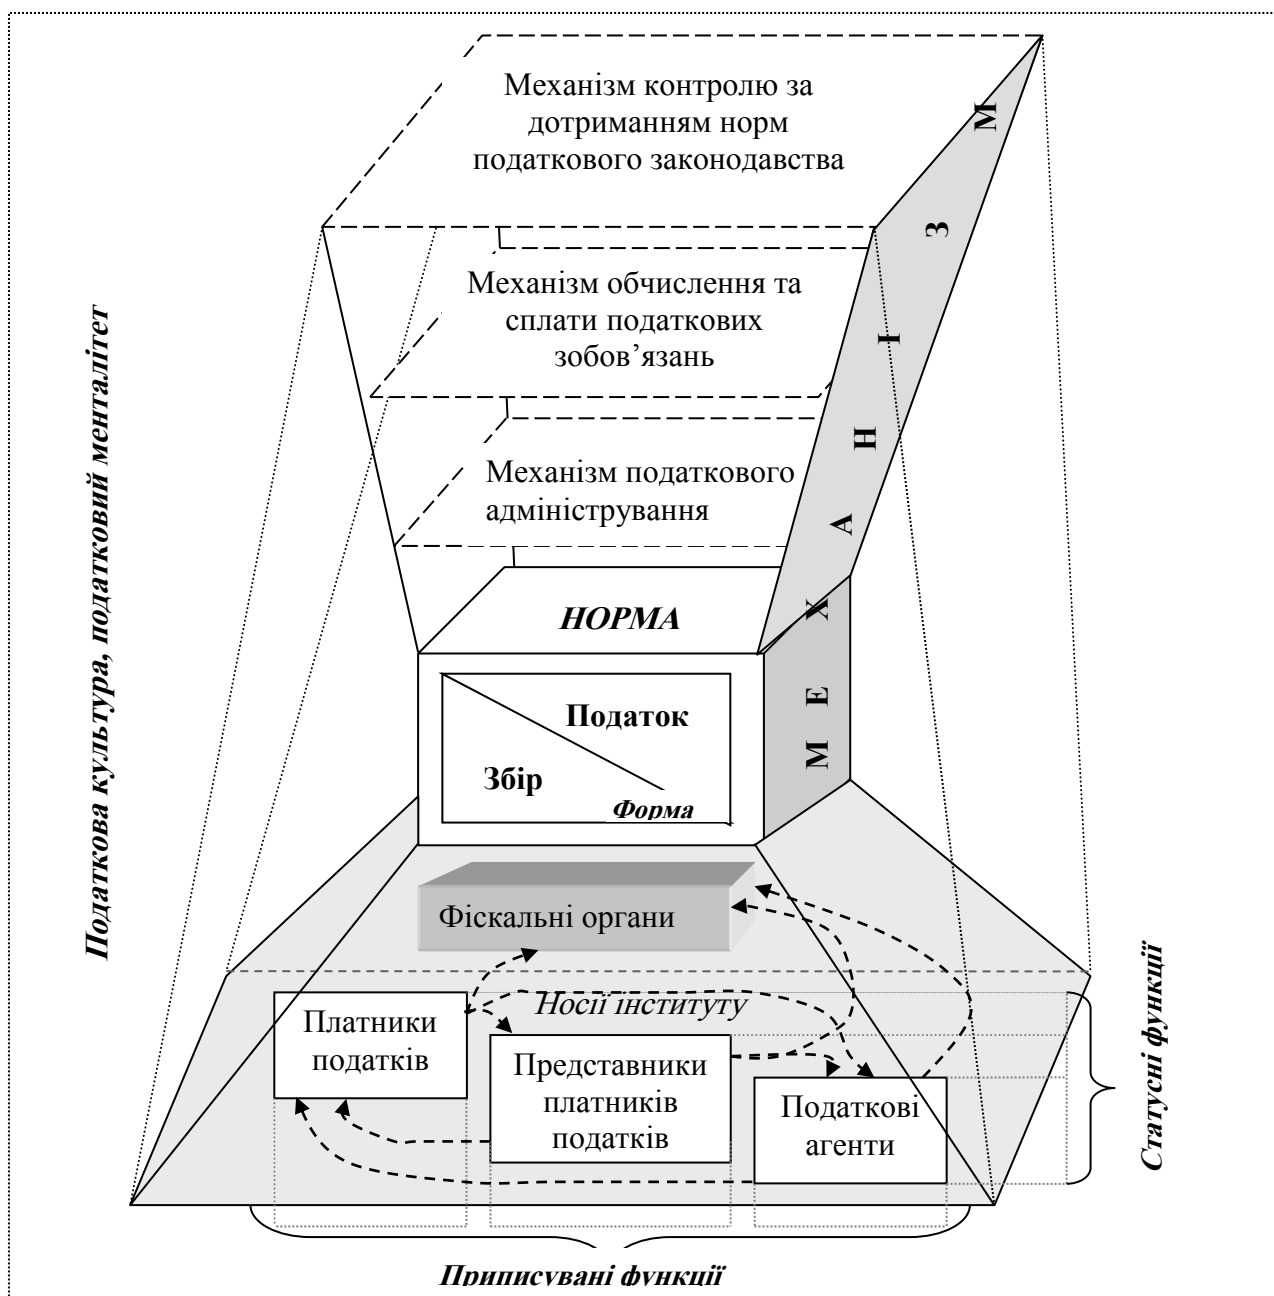 Механізм контролю за
дотриманням норм
податкового законодавства
Механізм обчислення та
сплати податкових
зобов’язань
Механізм податкового
адміністрування
МЕХАНІЗМ
Податкова культура, податковий менталітет
НОРМА
Податок
Збір
Форма
Фіскальні органи
Носії інституту
Платники
податків
Представники
платників
податків
Податкові
агенти
Статусні функції
Приписувані функції